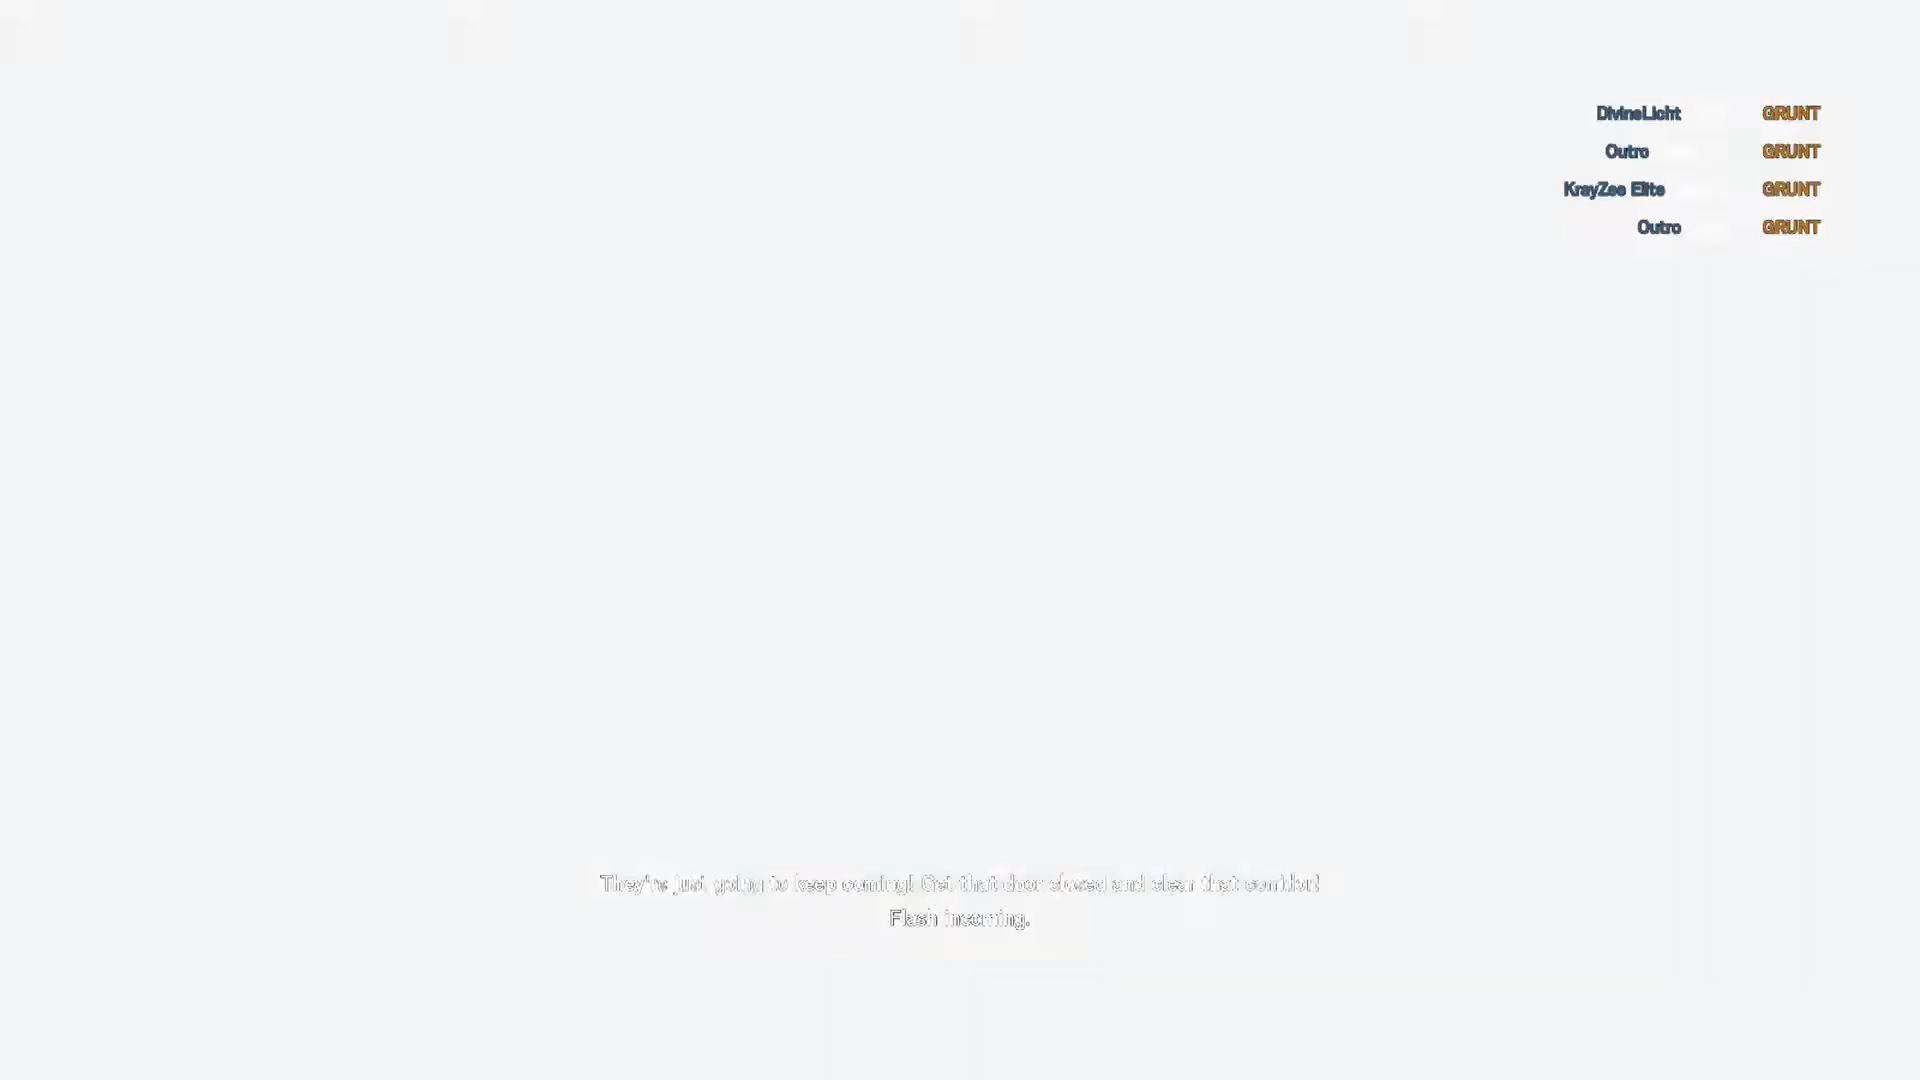 DivineLicht GRUNT
Outro GRUNT
KrayZee Elite GRUNT
Outro GRUNT
They're just going to keep coming! Get that door closed and clear that corridor!
Flash incoming.